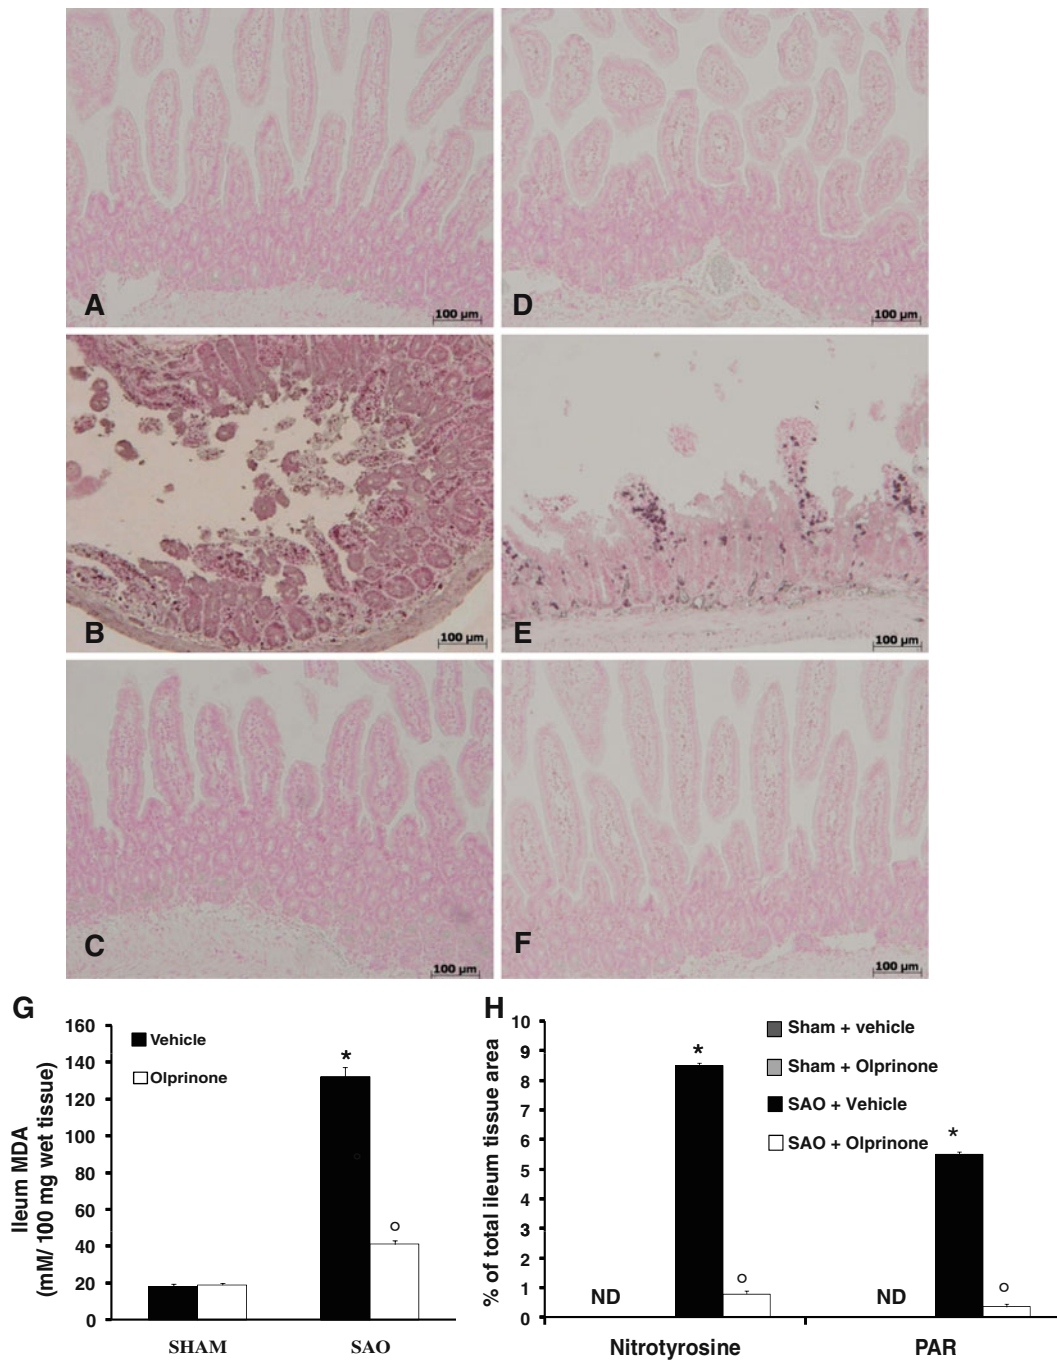 A
100 µm
D
100 µm
B
100 µm
E
100 µm
C
100 µm
F
100 µm
G
160
140
120
100
80
60
40
20
0
Ileum MDA
(mM/ 100 mg wet tissue)
Vehicle
Olprinone
*
SHAM
SAO
H
10
9
8
7
6
5
4
3
2
1
0
% of total ileum tissue area
Sham + vehicle
Sham + Olprinone
SAO + Vehicle
SAO + Olprinone
*
*
ND
ND
Nitrotyrosine
PAR